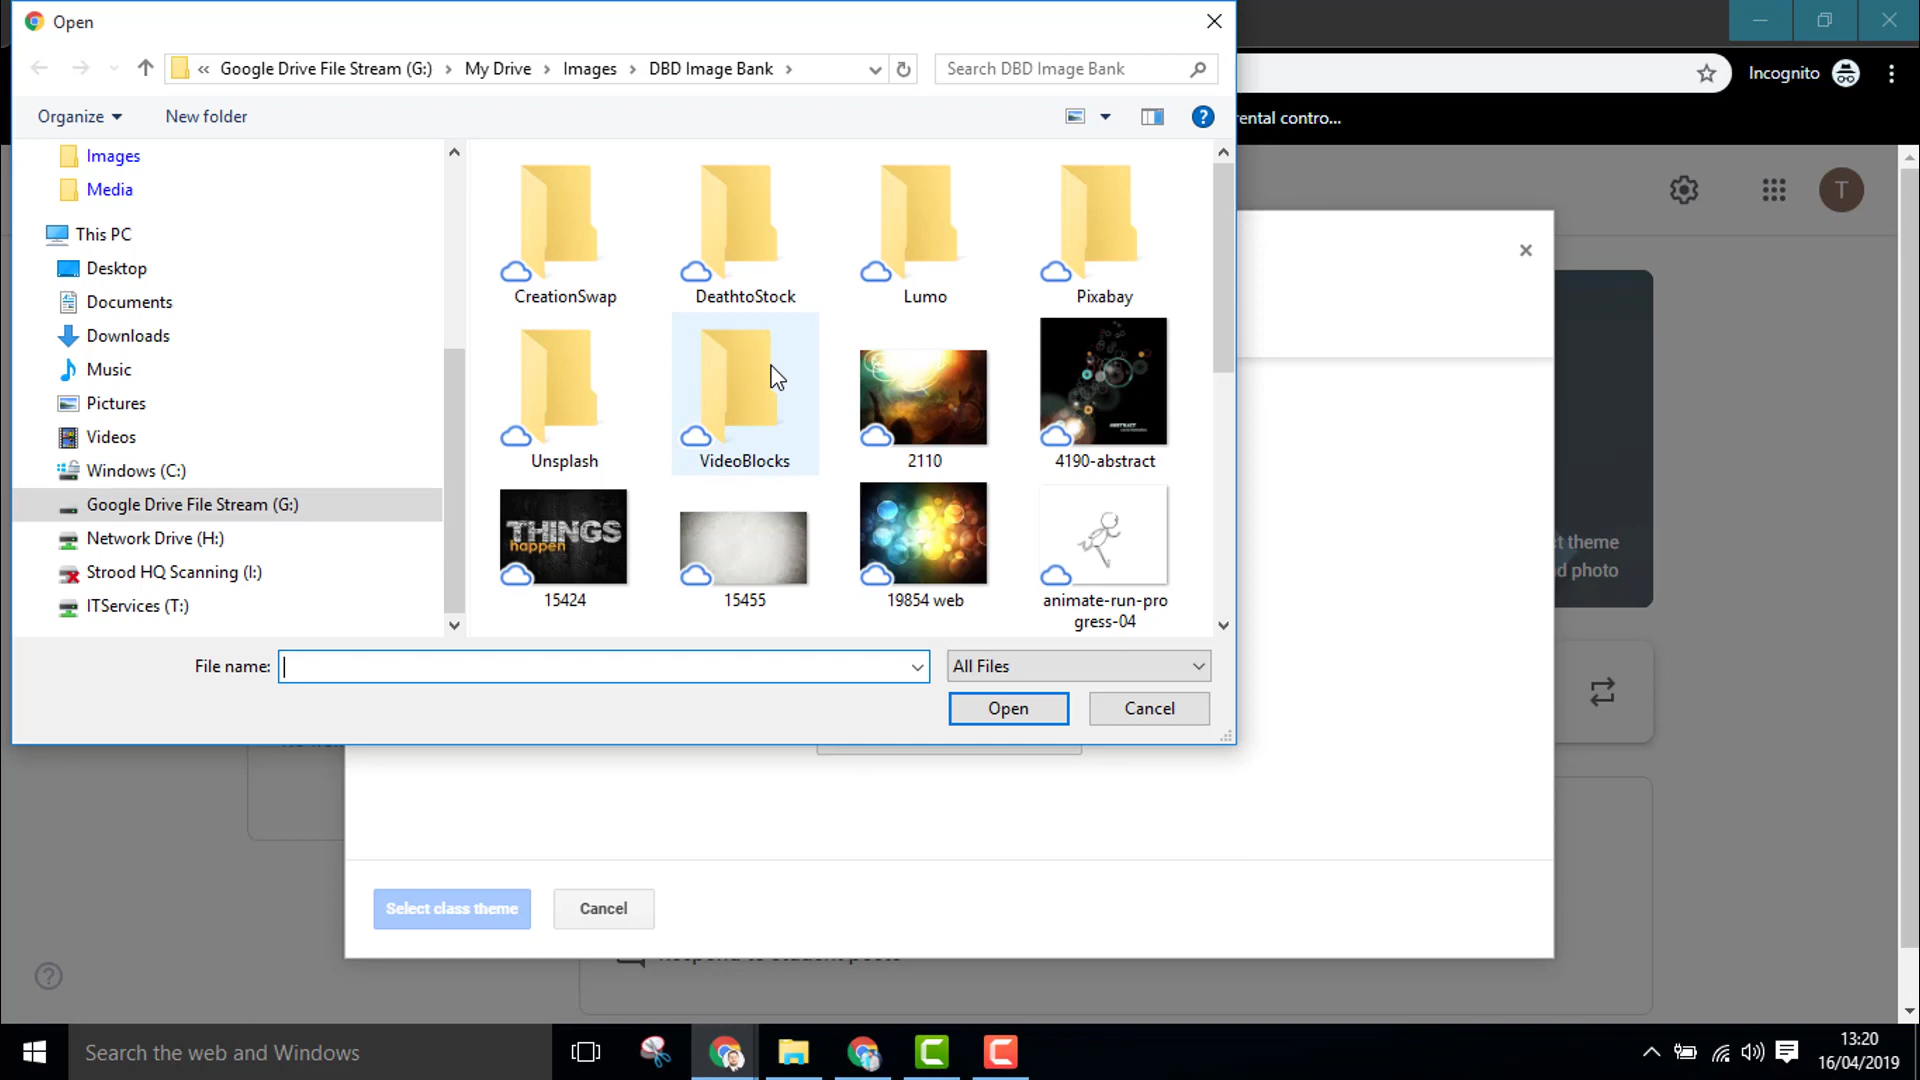 Open
« Google Drive File Stream (G:) > My Drive > Images > DBD Image Bank >
Search DBD Image Bank
Incognito
Organize
New folder
ental contro...
Images
Media
This PC
Desktop
Documents
Downloads
Music
Pictures
Videos
Windows (C:)
Google Drive File Stream (G:)
Network Drive (H:)
Strood HQ Scanning (I:)
ITServices (T:)
CreationSwap
DeathtoStock
Lumo
Pixabay
Unsplash
VideoBlocks
2110
ABSTRACT
4190-abstract
THINGS
happen
15424
15455
19854 web
animate-run-pro
gress-04
T
t theme
d photo
File name:
All Files
Open
Cancel
Select class theme
Cancel
Search the web and Windows
13:20
16/04/2019